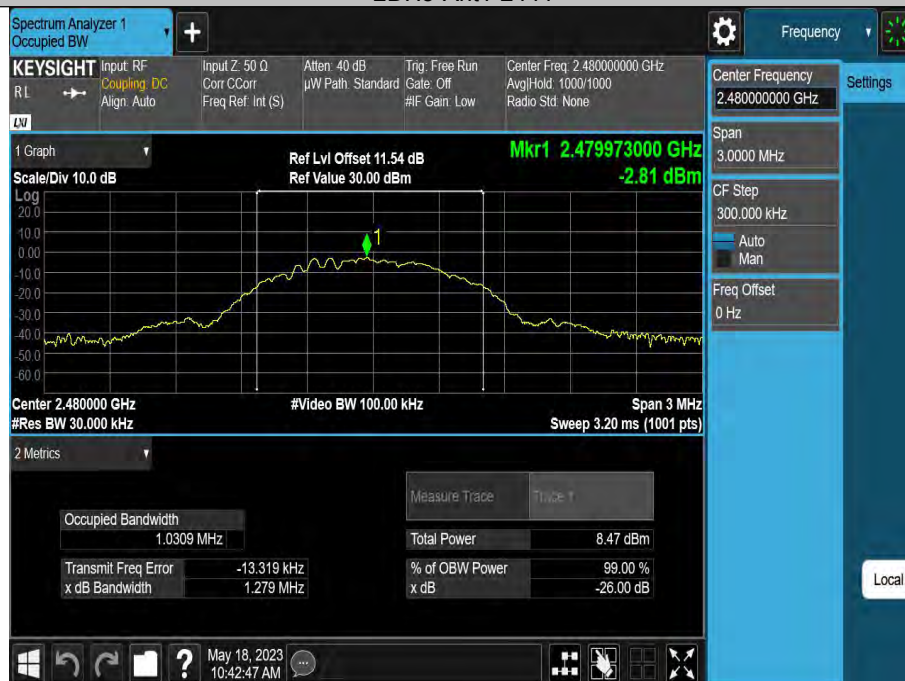 Spectrum Analyzer 1
Occupied BW
Frequency
KEYSIGHT
RL
LXI
Input: RF
Coupling: DC
Align: Auto
Input Z: 50 Ω
Corr CCorr
Freq Ref: Int (S)
Atten: 40 dB
µW Path: Standard
Trig: Free Run
Gate: Off
#IF Gain: Low
Center Freq: 2.480000000 GHz
Avg|Hold: 1000/1000
Radio Std: None
Center Frequency
2.480000000 GHz
Settings
Span
3.0000 MHz
CF Step
300.000 kHz
Auto
Man
Freq Offset
0 Hz
1 Graph
Scale/Div 10.0 dB
Ref Lvl Offset 11.54 dB
Ref Value 30.00 dBm
Mkr1 2.479973000 GHz
-2.81 dBm
Log
20.0
10.0
0.00
-10.0
-20.0
-30.0
-40.0
-50.0
-60.0
1
Center 2.480000 GHz
#Res BW 30.000 kHz
#Video BW 100.00 kHz
Span 3 MHz
Sweep 3.20 ms (1001 pts)
2 Metrics
Measure Trace
Trace 1
Occupied Bandwidth
1.0309 MHz
Total Power
8.47 dBm
Transmit Freq Error
-13.319 kHz
% of OBW Power
99.00 %
x dB Bandwidth
1.279 MHz
x dB
-26.00 dB
Local
May 18, 2023
10:42:47 AM